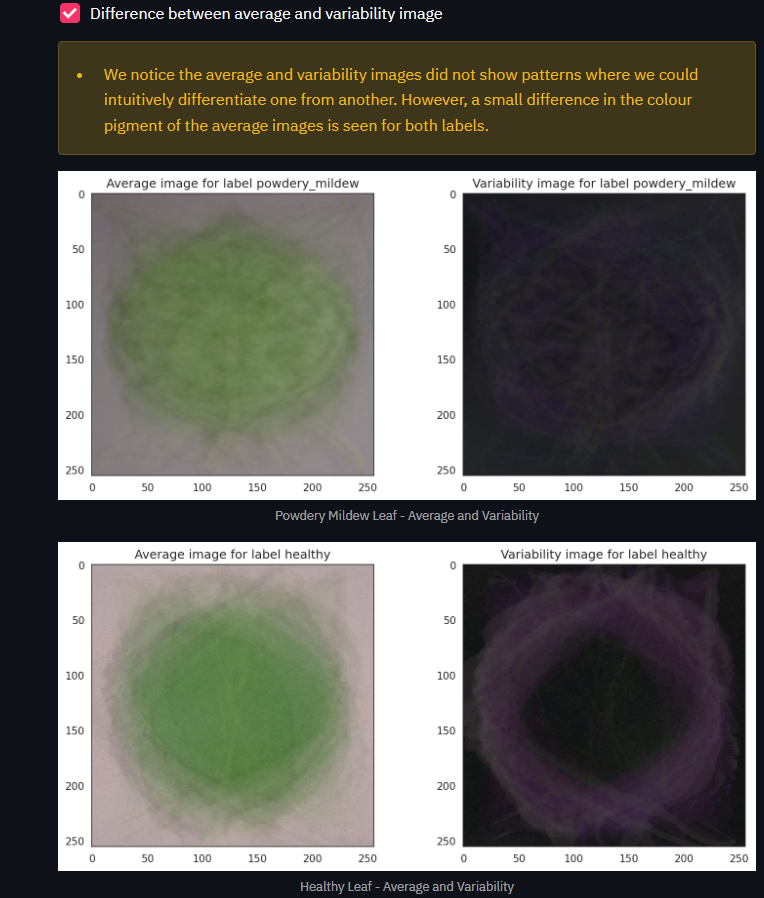 Difference between average and variability image
• We notice the average and variability images did not show patterns where we could
intuitively differentiate one from another. However, a small difference in the colour
pigment of the average images is seen for both labels.
Average image for label powdery_mildew
0
50
100
150
200
250
0 50 100 150 200 250
Variability image for label powdery_mildew
0
50
100
150
200
250
0 50 100 150 200 250
Powdery Mildew Leaf - Average and Variability
Average image for label healthy
0
50
100
150
200
250
0 50 100 150 200 250
Variability image for label healthy
0
50
100
150
200
250
0 50 100 150 200 250
Healthy Leaf - Average and Variability